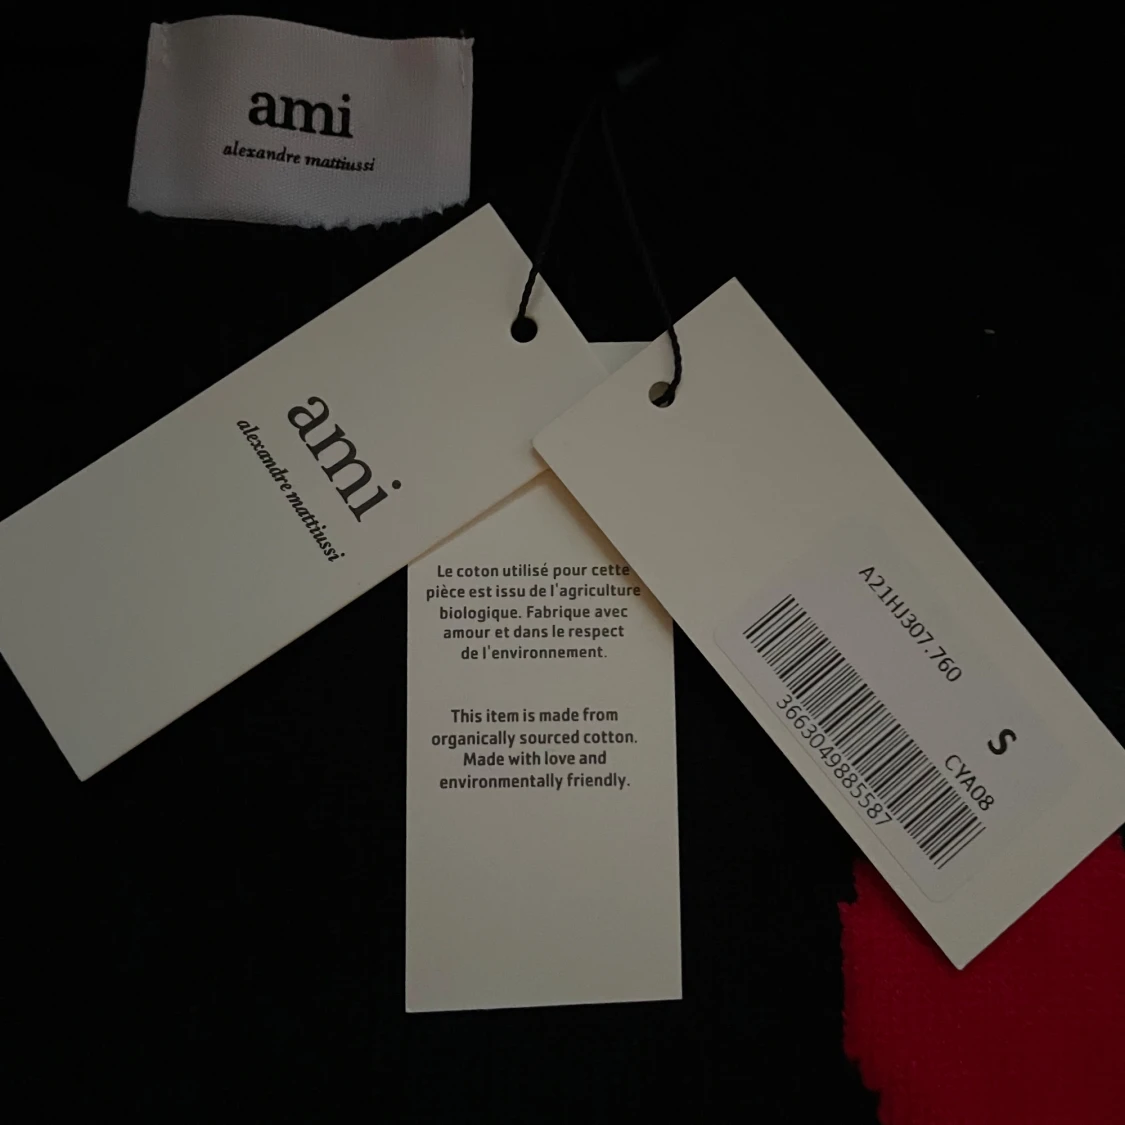 ami
alexandre mattiussi
ami
alexandre mattiussi
Le coton utilisé pour cette
pièce est issu de l'agriculture
biologique. Fabrique avec
amour et dans le respect
de l'environnement.
This item is made from
organically sourced cotton.
Made with love and
environmentally friendly.
A21HJ307.760
S
CYA08
3663049885587